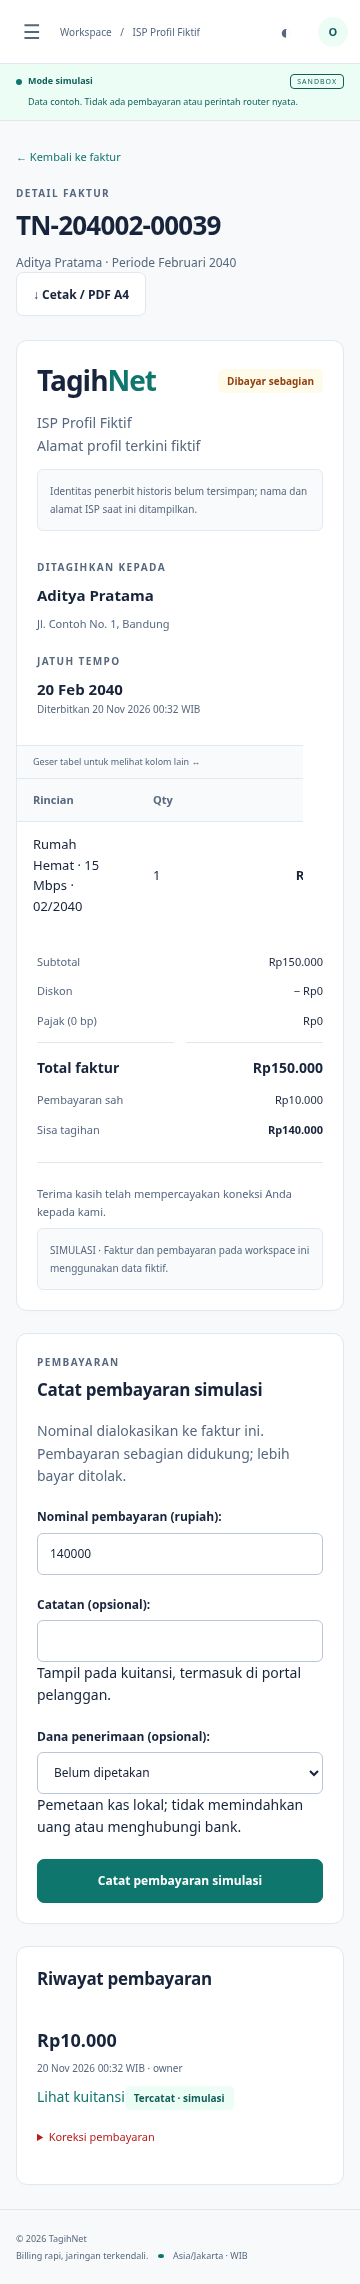 ☰ Workspace / ISP Profil Fiktif ◖ O
Mode simulasi SANDBOX
Data contoh. Tidak ada pembayaran atau perintah router nyata.
← Kembali ke faktur
DETAIL FAKTUR
TN-204002-00039
Aditya Pratama · Periode Februari 2040
↓ Cetak / PDF A4
TagihNet Dibayar sebagian
ISP Profil Fiktif
Alamat profil terkini fiktif
Identitas penerbit historis belum tersimpan; nama dan
alamat ISP saat ini ditampilkan.
DITAGIHKAN KEPADA
Aditya Pratama
Jl. Contoh No. 1, Bandung
JATUH TEMPO
20 Feb 2040
Diterbitkan 20 Nov 2026 00:32 WIB
Geser tabel untuk melihat kolom lain ↔
Rincian Qty
Rumah
Hemat · 15
Mbps ·
02/2040
1 R
Subtotal Rp150.000
Diskon − Rp0
Pajak (0 bp) Rp0
Total faktur Rp150.000
Pembayaran sah Rp10.000
Sisa tagihan Rp140.000
Terima kasih telah mempercayakan koneksi Anda
kepada kami.
SIMULASI · Faktur dan pembayaran pada workspace ini
menggunakan data fiktif.
PEMBAYARAN
Catat pembayaran simulasi
Nominal dialokasikan ke faktur ini.
Pembayaran sebagian didukung; lebih
bayar ditolak.
Nominal pembayaran (rupiah):
140000
Catatan (opsional):
Tampil pada kuitansi, termasuk di portal
pelanggan.
Dana penerimaan (opsional):
Belum dipetakan
Pemetaan kas lokal; tidak memindahkan
uang atau menghubungi bank.
Catat pembayaran simulasi
Riwayat pembayaran
Rp10.000
20 Nov 2026 00:32 WIB · owner
Lihat kuitansi Tercatat · simulasi
▶ Koreksi pembayaran
© 2026 TagihNet
Billing rapi, jaringan terkendali. Asia/Jakarta · WIB